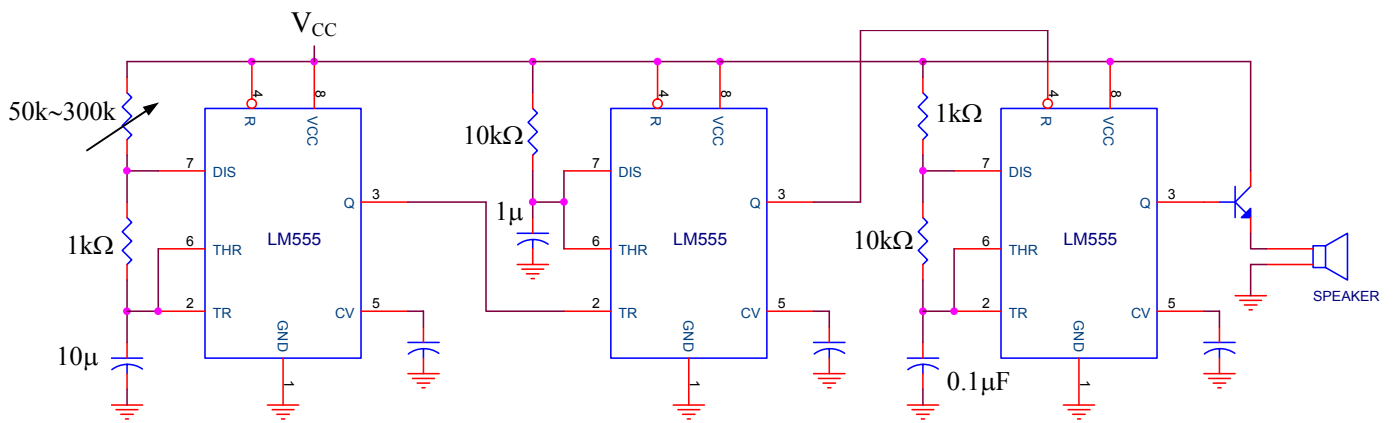 V_CC
50k~300k
4
8
R
VCC
7
DIS
Q
3
1kΩ
6
THR
LM555
2
TR
CV
5
GND
10µ
1
10kΩ
4
8
R
VCC
7
DIS
Q
3
1µ
6
THR
LM555
2
TR
CV
5
GND
1
1kΩ
4
8
R
VCC
7
DIS
Q
3
10kΩ
6
THR
LM555
2
TR
CV
5
GND
0.1µF
1
SPEAKER